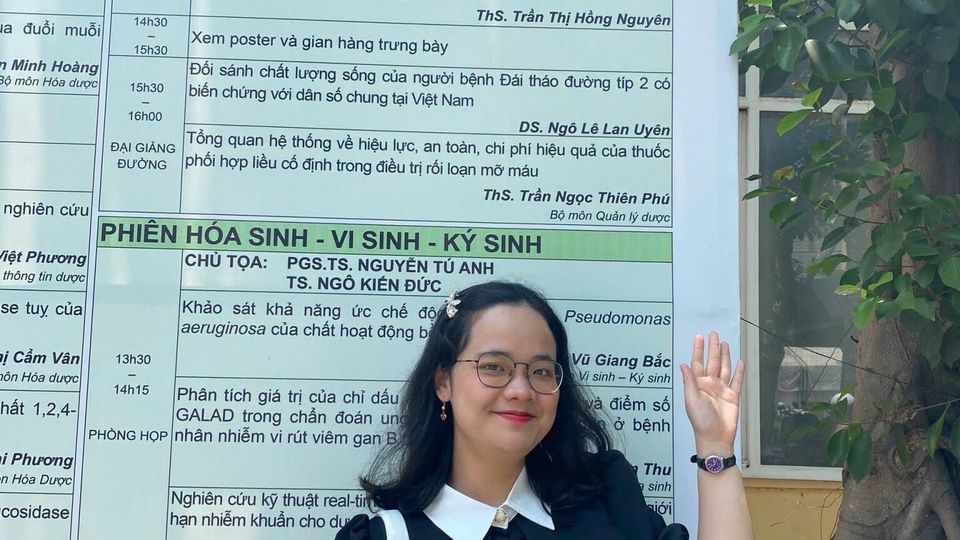 ua đuổi muỗi
n Minh Hoàng
Bộ môn Hóa dược
nghiên cứu
Việt Phương
thông tin dược
se tuỵ của
hị Cẩm Vân
môn Hóa dược
hất 1,2,4-
hi Phương
ôn Hóa Dược
ucosidase
ThS. Trần Thị Hồng Nguyên
14h30
–
15h30
Xem poster và gian hàng trưng bày
15h30
–
16h00
ĐẠI GIẢNG
ĐƯỜNG
Đối sánh chất lượng sống của người bệnh Đái tháo đường típ 2 có
biến chứng với dân số chung tại Việt Nam
DS. Ngô Lê Lan Uyên
Tổng quan hệ thống về hiệu lực, an toàn, chi phí hiệu quả của thuốc
phối hợp liều cố định trong điều trị rối loạn mỡ máu
ThS. Trần Ngọc Thiên Phú
Bộ môn Quản lý dược
PHIÊN HÓA SINH - VI SINH - KÝ SINH
CHỦ TỌA: PGS.TS. NGUYỄN TÚ ANH
TS. NGÔ KIẾN ĐỨC
13h30
–
14h15
PHÒNG HỌP
Khảo sát khả năng ức chế độ Pseudomonas
aeruginosa của chất hoạt động b
Vũ Giang Bắc
Vi sinh – Ký sinh
Phân tích giá trị của chỉ dấu và điểm số
GALAD trong chẩn đoán ung ở bệnh
nhân nhiễm vi rút viêm gan B
n Thu
a sinh
Nghiên cứu kỹ thuật real-tim giới
hạn nhiễm khuẩn cho dư